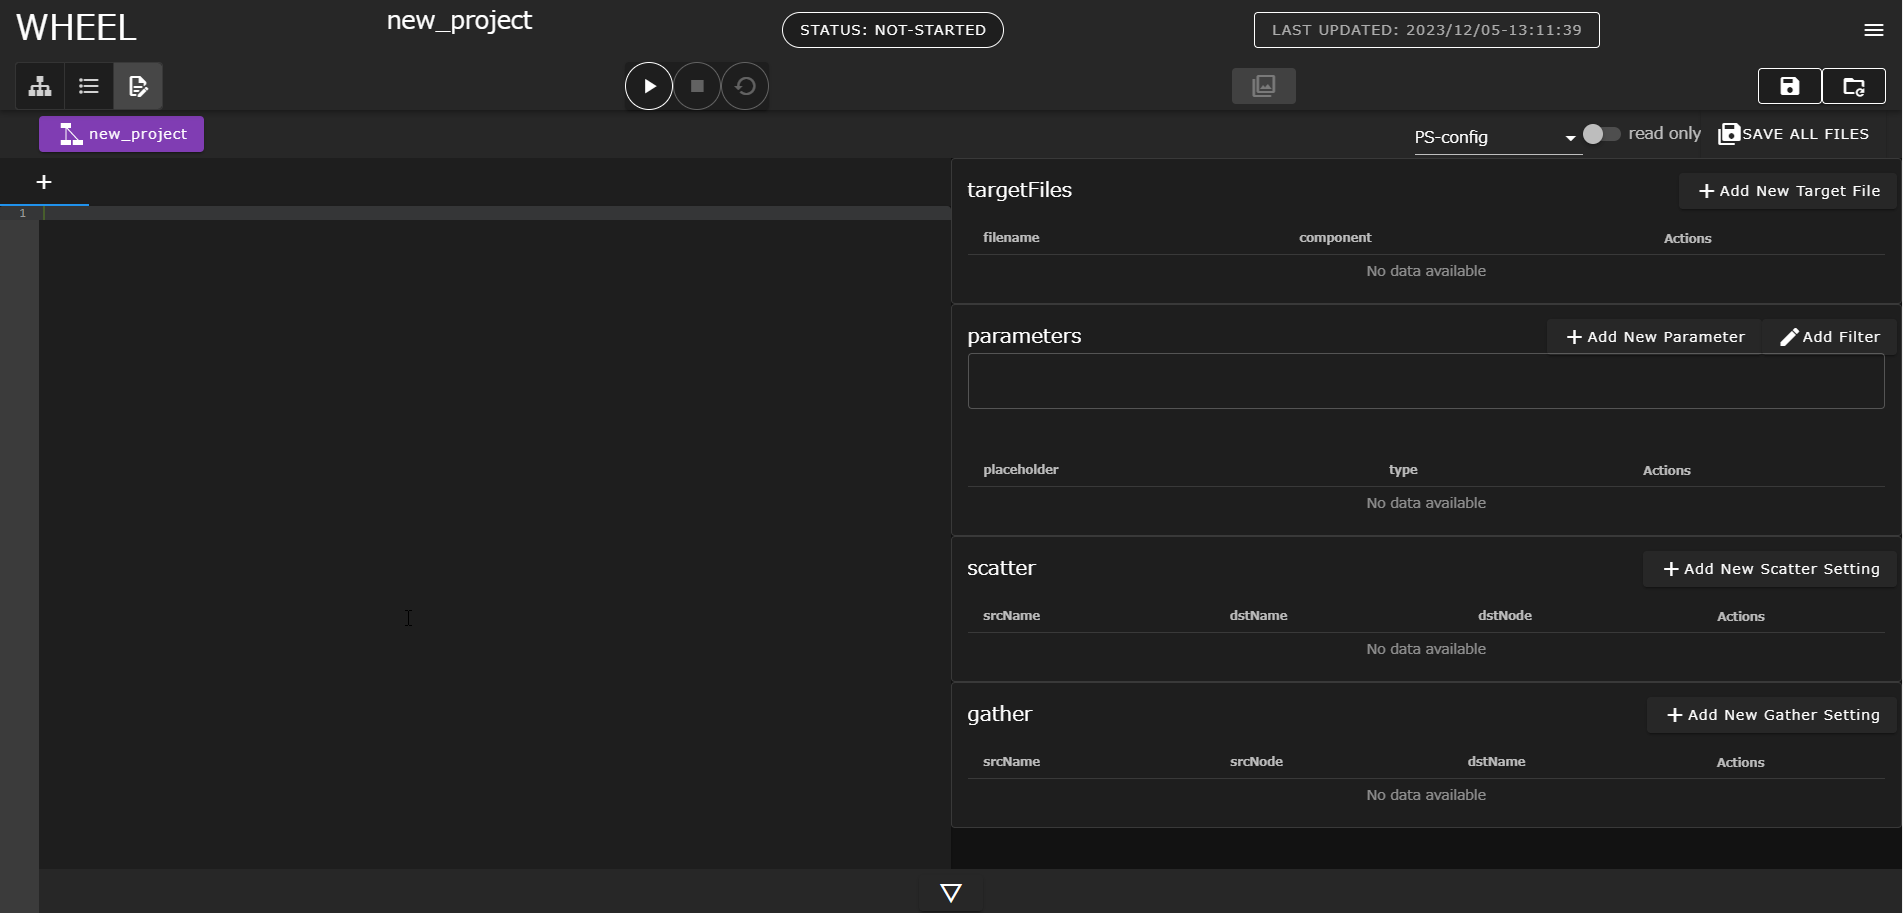 WHEEL
new_project
STATUS: NOT-STARTED
LAST UPDATED: 2023/12/05-13:11:39
new_project
PS-config
read only
SAVE ALL FILES
1
targetFiles
Add New Target File
filename component Actions
No data available
parameters
Add New Parameter
Add Filter
placeholder type Actions
No data available
scatter
Add New Scatter Setting
srcName dstName dstNode Actions
No data available
gather
Add New Gather Setting
srcName srcNode dstName Actions
No data available